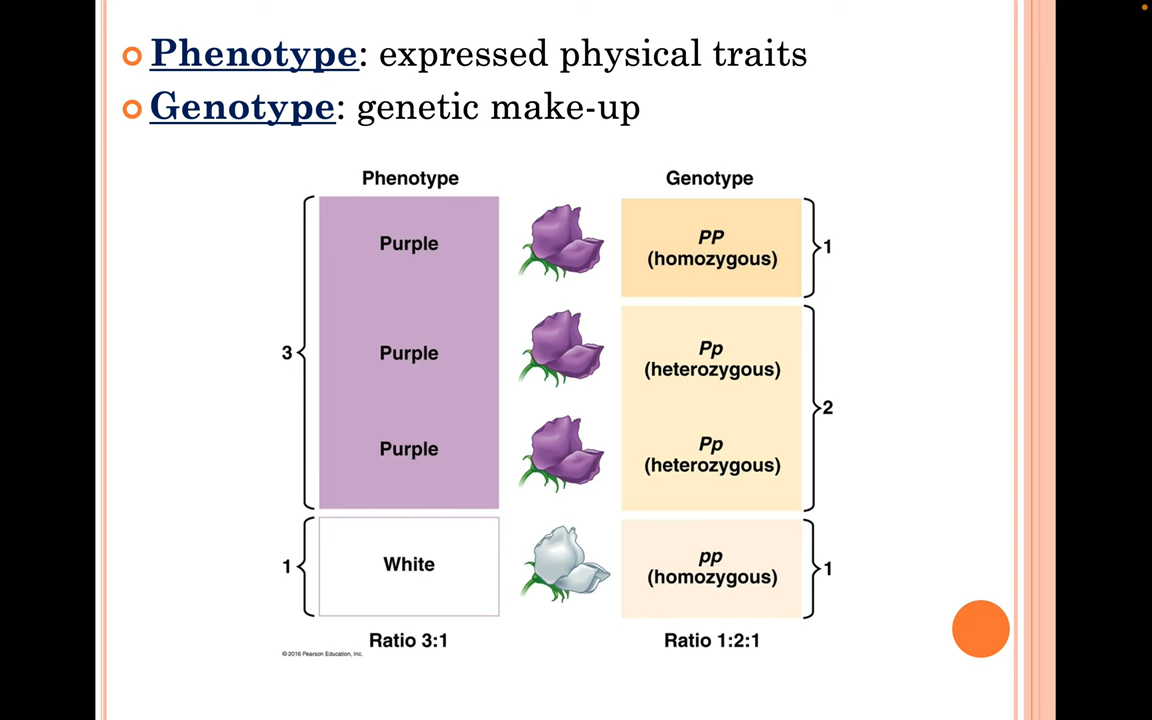 Phenotype: expressed physical traits
Genotype: genetic make-up
Phenotype
Genotype
Purple
PP
(homozygous)
1
3
Purple
Pp
(heterozygous)
2
Purple
Pp
(heterozygous)
1
White
pp
(homozygous)
1
Ratio 3:1
Ratio 1:2:1
© 2016 Pearson Education, Inc.